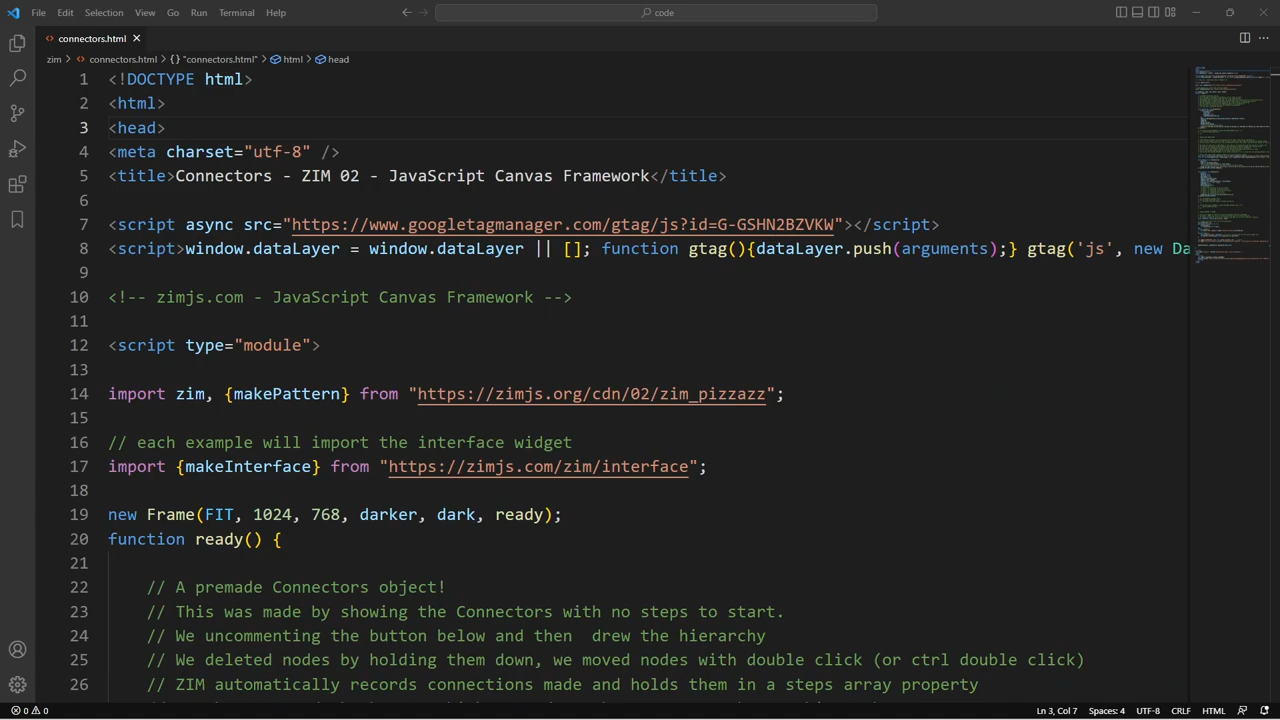 File Edit Selection View Go Run Terminal Help
code
connectors.html
zim > connectors.html > {} "connectors.html" > html > head
1 <!DOCTYPE html>
2 <html>
3 <head>
4 <meta charset="utf-8" />
5 <title>Connectors - ZIM 02 - JavaScript Canvas Framework</title>
6
7 <script async src="https://www.googletagmanager.com/gtag/js?id=G-GSHN2BZVKW"></script>
8 <script>window.dataLayer = window.dataLayer || []; function gtag(){dataLayer.push(arguments);} gtag('js', new Da
9
10 <!-- zimjs.com - JavaScript Canvas Framework -->
11
12 <script type="module">
13
14 import zim, {makePattern} from "https://zimjs.org/cdn/02/zim_pizzazz";
15
16 // each example will import the interface widget
17 import {makeInterface} from "https://zimjs.com/zim/interface";
18
19 new Frame(FIT, 1024, 768, darker, dark, ready);
20 function ready() {
21
22 // A premade Connectors object!
23 // This was made by showing the Connectors with no steps to start.
24 // We uncommenting the button below and then  drew the hierarchy
25 // We deleted nodes by holding them down, we moved nodes with double click (or ctrl double click)
26 // ZIM automatically records connections made and holds them in a steps array property
0 0 Ln 3, Col 7 Spaces: 4 UTF-8 CRLF HTML